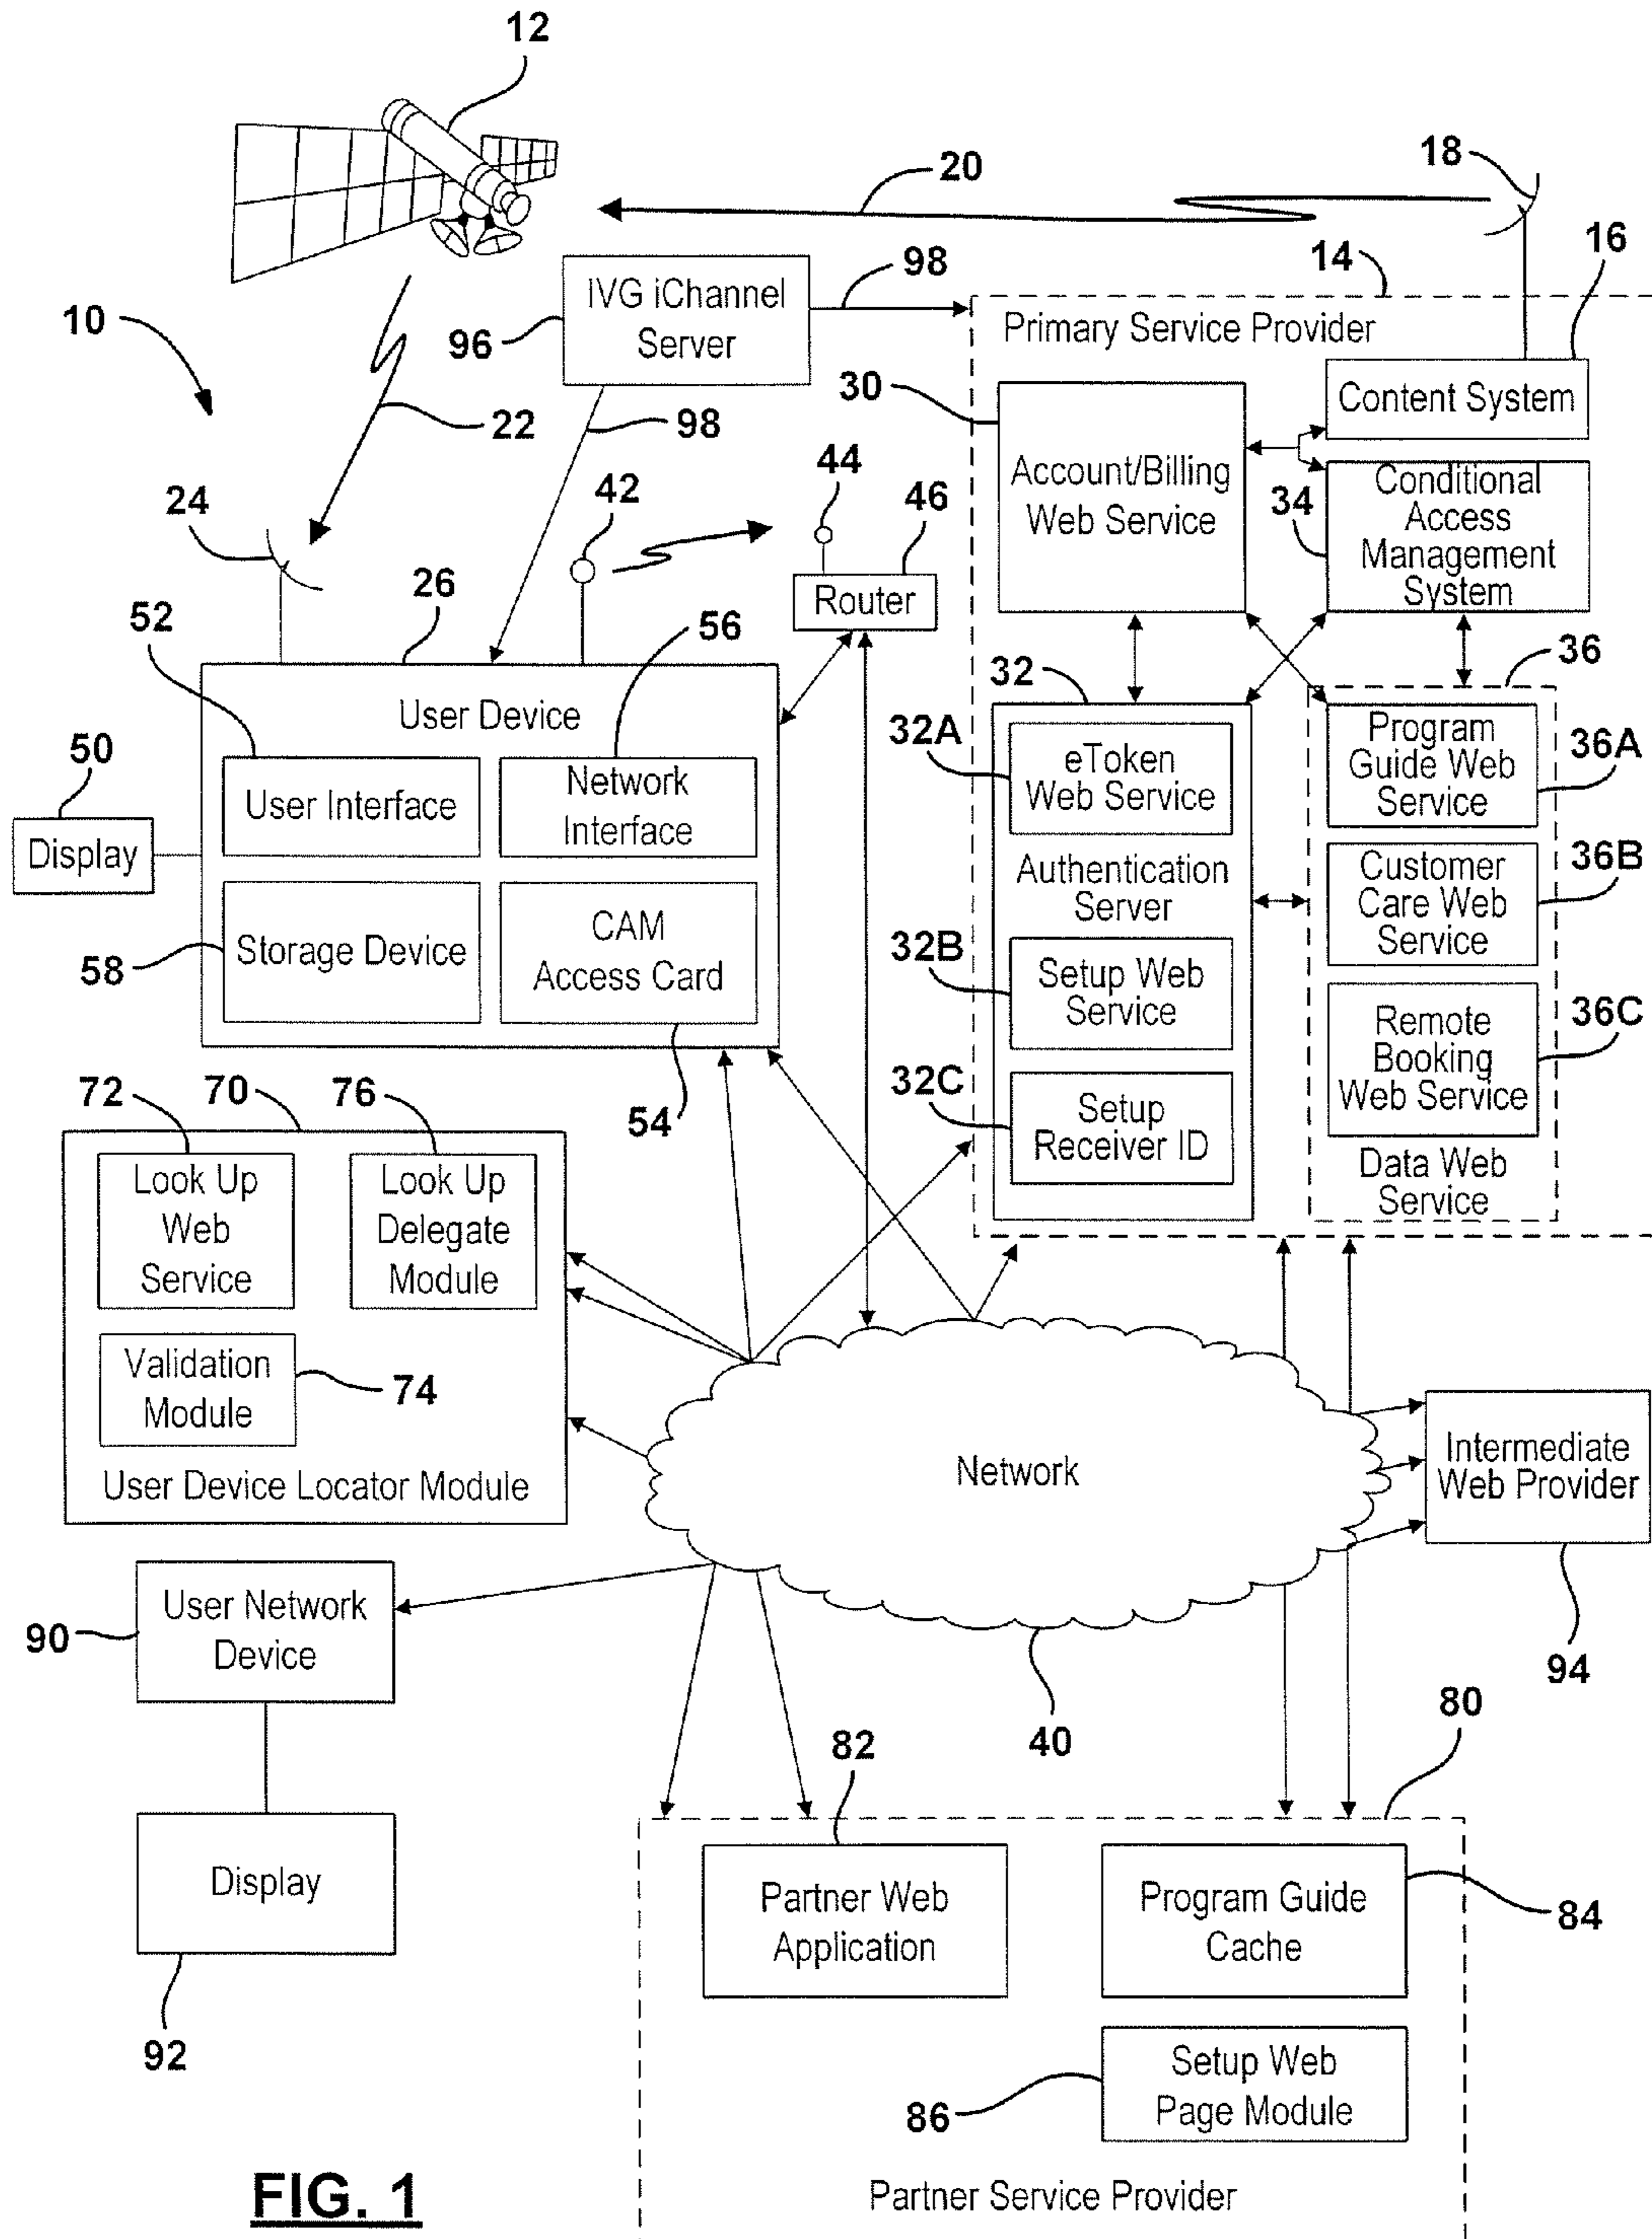 12
20
18
16
14
98
IVG iChannel
Server
96
10
22
98
Primary Service Provider
30
Content System
Account/Billing
Web Service
34
Conditional
Access
Management
System
24
42
44
46
Router
26
52
56
User Device
User Interface
Network
Interface
50
Display
58
Storage Device
CAM
Access Card
54
32
36
32A
eToken
Web Service
Authentication
Server
32B
Setup Web
Service
32C
Setup
Receiver ID
Program
Guide Web
Service
36A
Customer
Care Web
Service
36B
Remote
Booking
Web Service
36C
Data Web
Service
72
70
76
Look Up
Web
Service
Look Up
Delegate
Module
Validation
Module
74
User Device Locator Module
Network
40
Intermediate
Web Provider
94
User Network
Device
90
Display
92
80
82
Partner Web
Application
Program Guide
Cache
84
Setup Web
Page Module
86
Partner Service Provider
FIG. 1